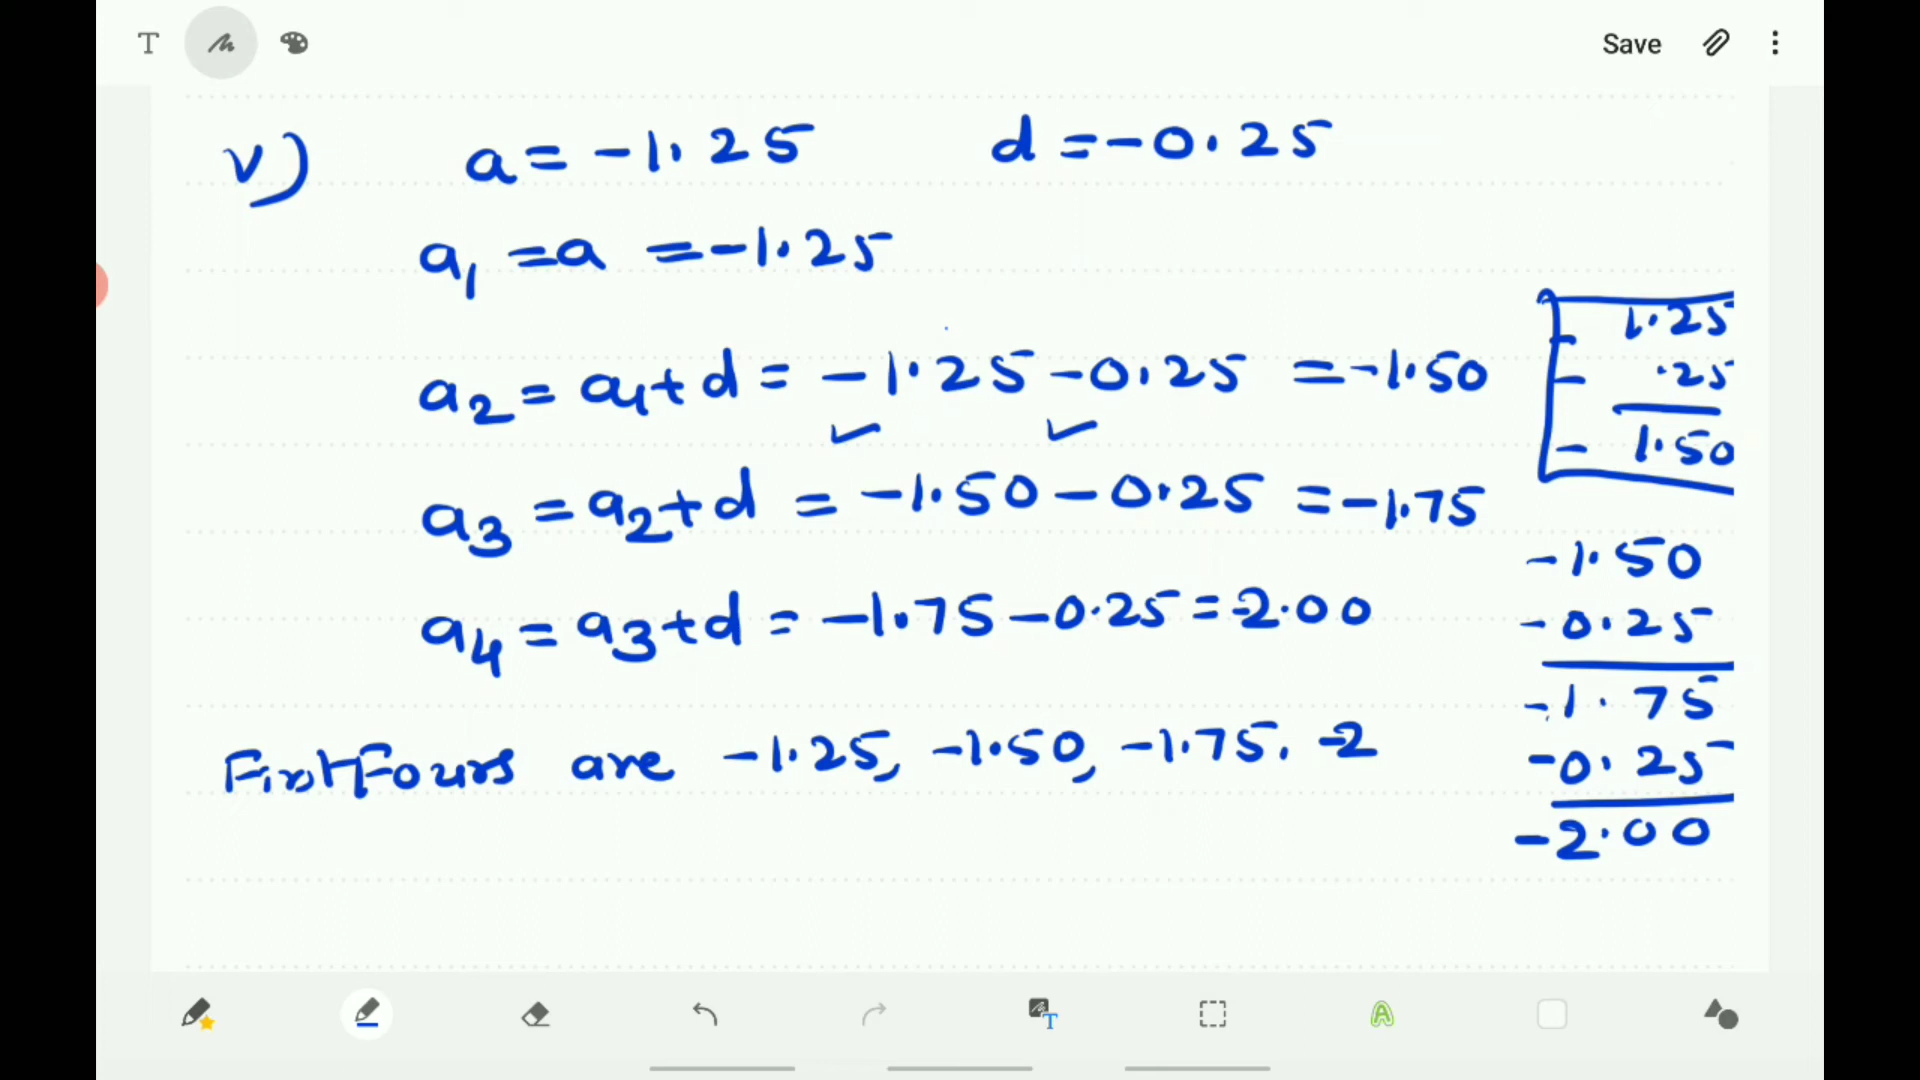 T Save
v) a = -1.25 d = -0.25
a1 = a = -1.25
a2 = a1+d = -1.25 -0.25 = -1.50
a3 = a2+d = -1.50 - 0.25 = -1.75
a4 = a3+d = -1.75 - 0.25 = -2.00
First Fours are -1.25, -1.50, -1.75. -2
- 1.25
- .25
- 1.50
-1.50
-0.25
-1.75
-0.25
-2.00
T A